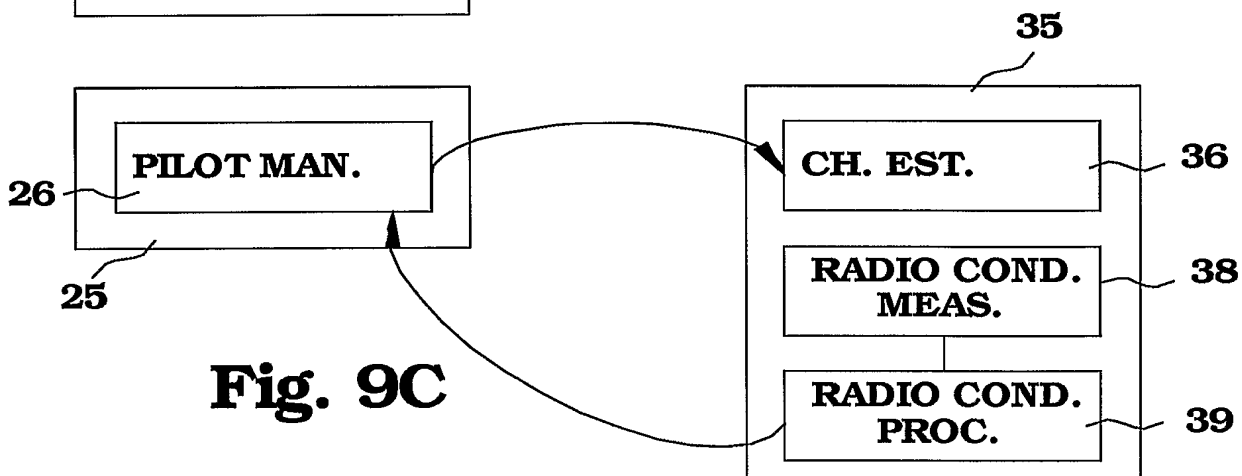 35
PILOT MAN.
CH. EST.
36
26
RADIO COND.
MEAS.
38
25
Fig. 9C
RADIO COND.
PROC.
39